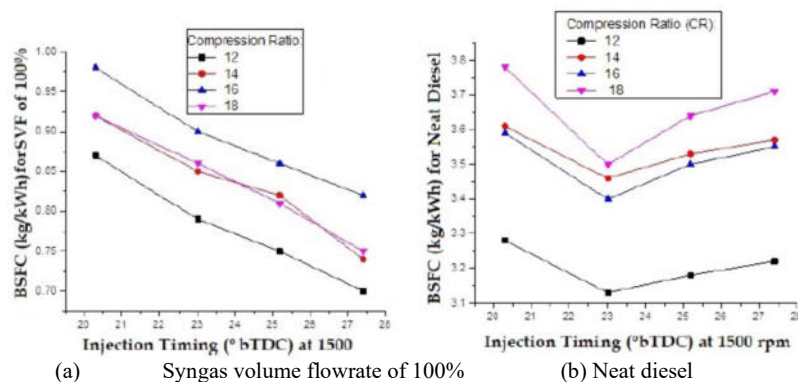 Compression Ratio:
12
14
16
18
1.00
0.95
0.90
0.85
0.80
0.75
0.70
BSFC (kg/kWh)forSVF of 100%
20 21 22 23 24 25 26 27 28
Injection Timing (° bTDC) at 1500
Compression Ratio (CR):
12
14
16
18
3.8
3.7
3.6
3.5
3.4
3.3
3.2
3.1
BSFC (kg/kWh) for Neat Diesel
20 21 22 23 24 25 26 27 28
Injection Timing (°bTDC) at 1500 rpm
(a) Syngas volume flowrate of 100% (b) Neat diesel